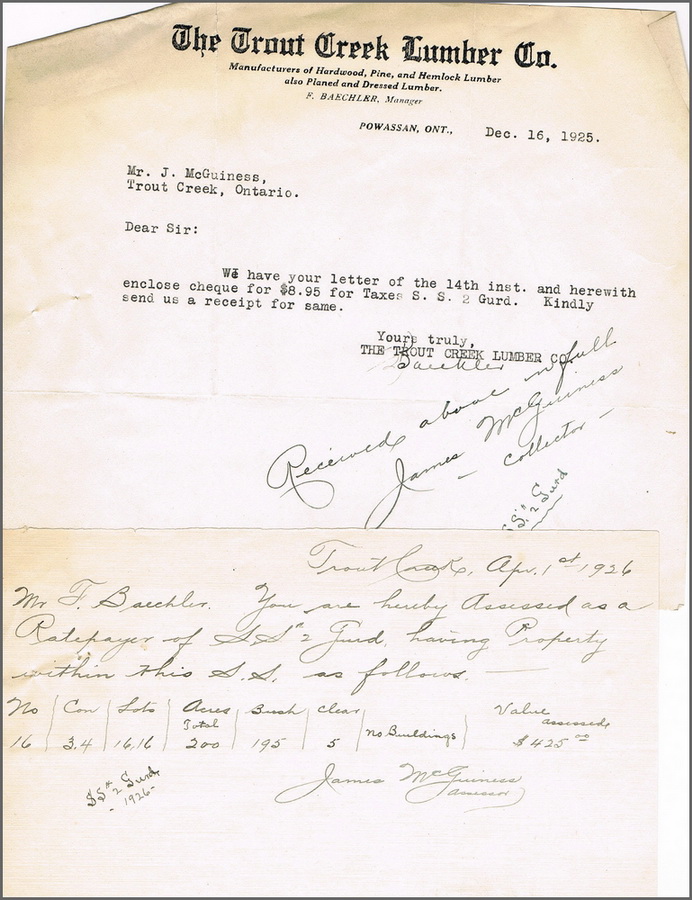 The Trout Creek Lumber Co.
Manufacturers of Hardwood, Pine, and Hemlock Lumber
also Planed and Dressed Lumber.
F. BAECHLER, Manager
POWASSAN, ONT., Dec. 16, 1925.
Mr. J. McGuiness,
Trout Creek, Ontario.
Dear Sir:
We have your letter of the 14th inst. and herewith
enclose cheque for $8.95 for Taxes S. S. 2 Gurd. Kindly
send us a receipt for same.
Yours truly,
THE TROUT CREEK LUMBER CO.
Baechler
Received above in full
James McGuiness
- collector -
SS # 2 Gurd
Trout Creek, Apr. 1st 1926
Mr F. Baechler. You are hereby Assessed as a
Ratepayer of S.S # 2 Gurd, having Property
within this S.S. as follows. -
No Con Lots Acres Total Bush Clear No Buildings Value assessed
16 3.4 16,16 200 195 5 $425 00
James McGuiness
assessor
SS # 2 Gurd
- 1926 -